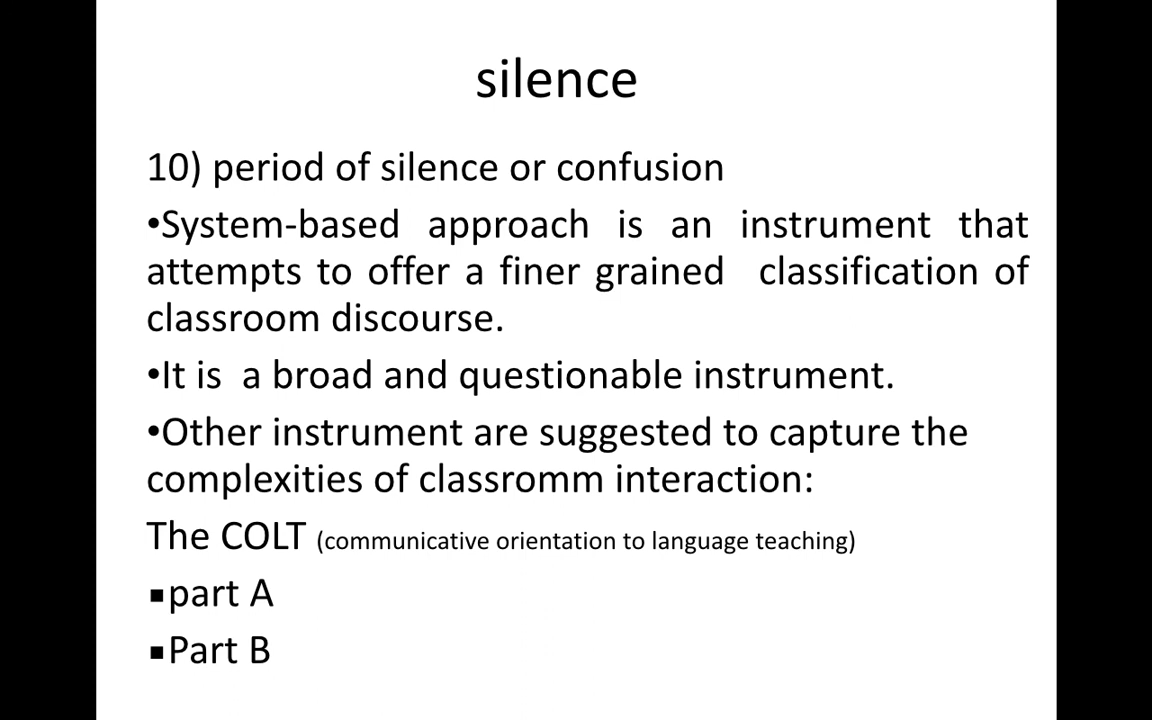 silence
10) period of silence or confusion
•System-based approach is an instrument that
attempts to offer a finer grained classification of
classroom discourse.
•It is a broad and questionable instrument.
•Other instrument are suggested to capture the
complexities of classromm interaction:
The COLT (communicative orientation to language teaching)
▪part A
▪Part B